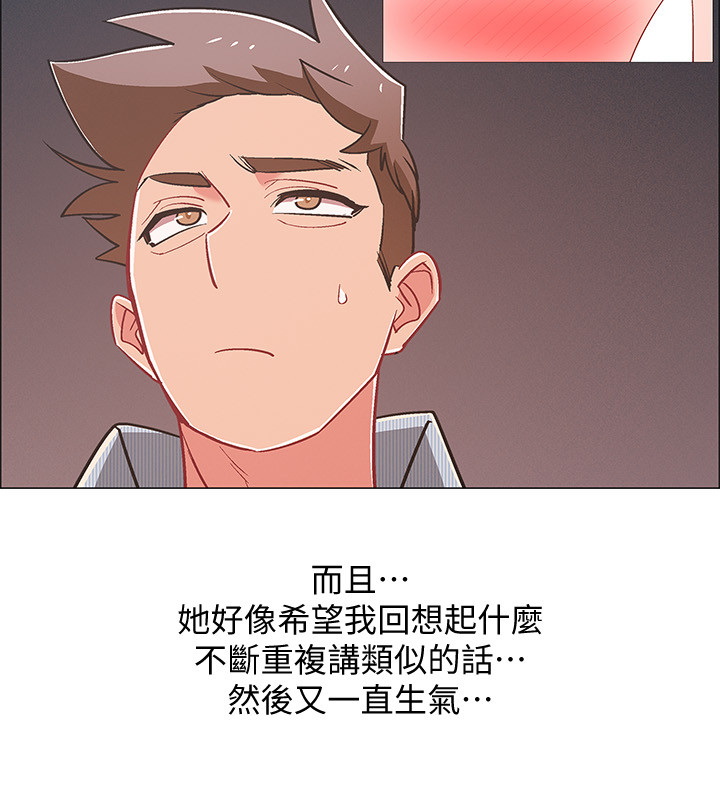 而且⋯
她好像希望我回想起什麼
不斷重複講類似的話⋯
然後又一直生氣⋯